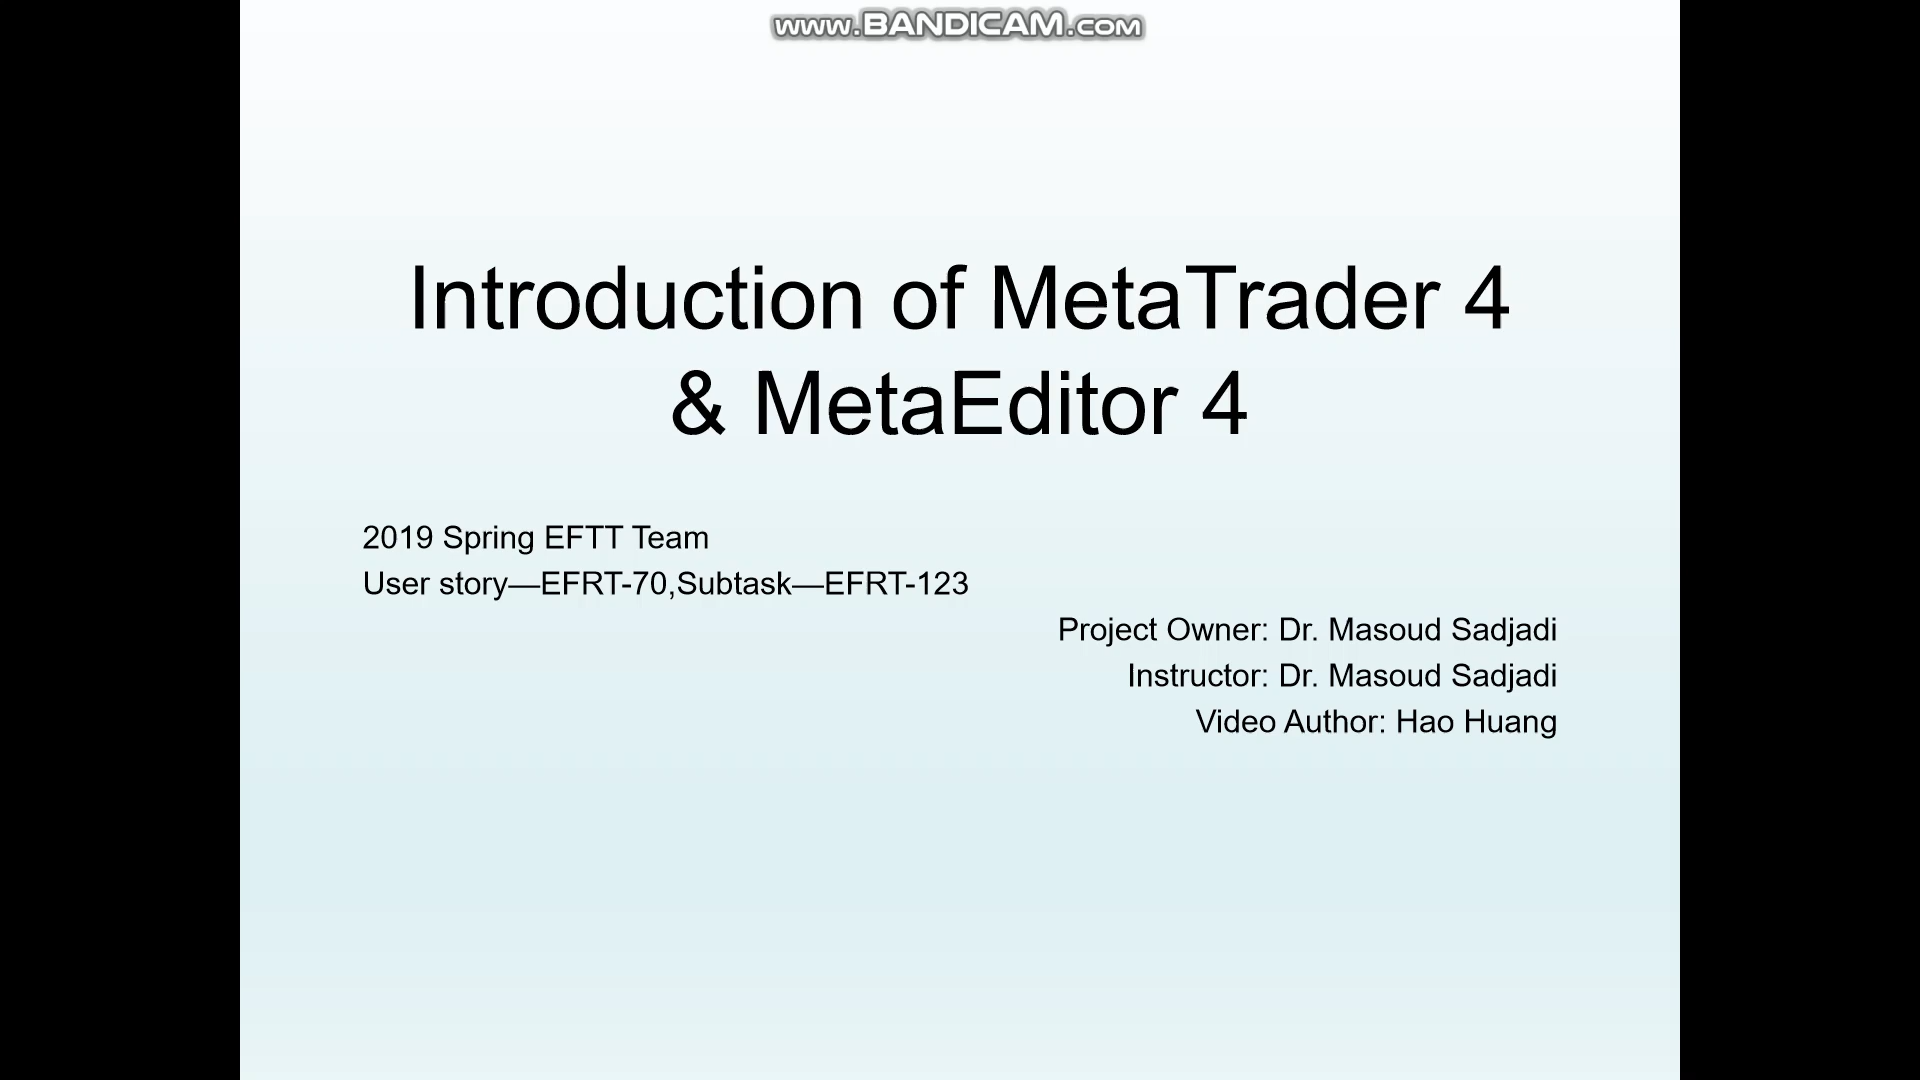 www.BANDICAM.com
Introduction of MetaTrader 4
& MetaEditor 4
2019 Spring EFTT Team
User story—EFRT-70,Subtask—EFRT-123
Project Owner: Dr. Masoud Sadjadi
Instructor: Dr. Masoud Sadjadi
Video Author: Hao Huang